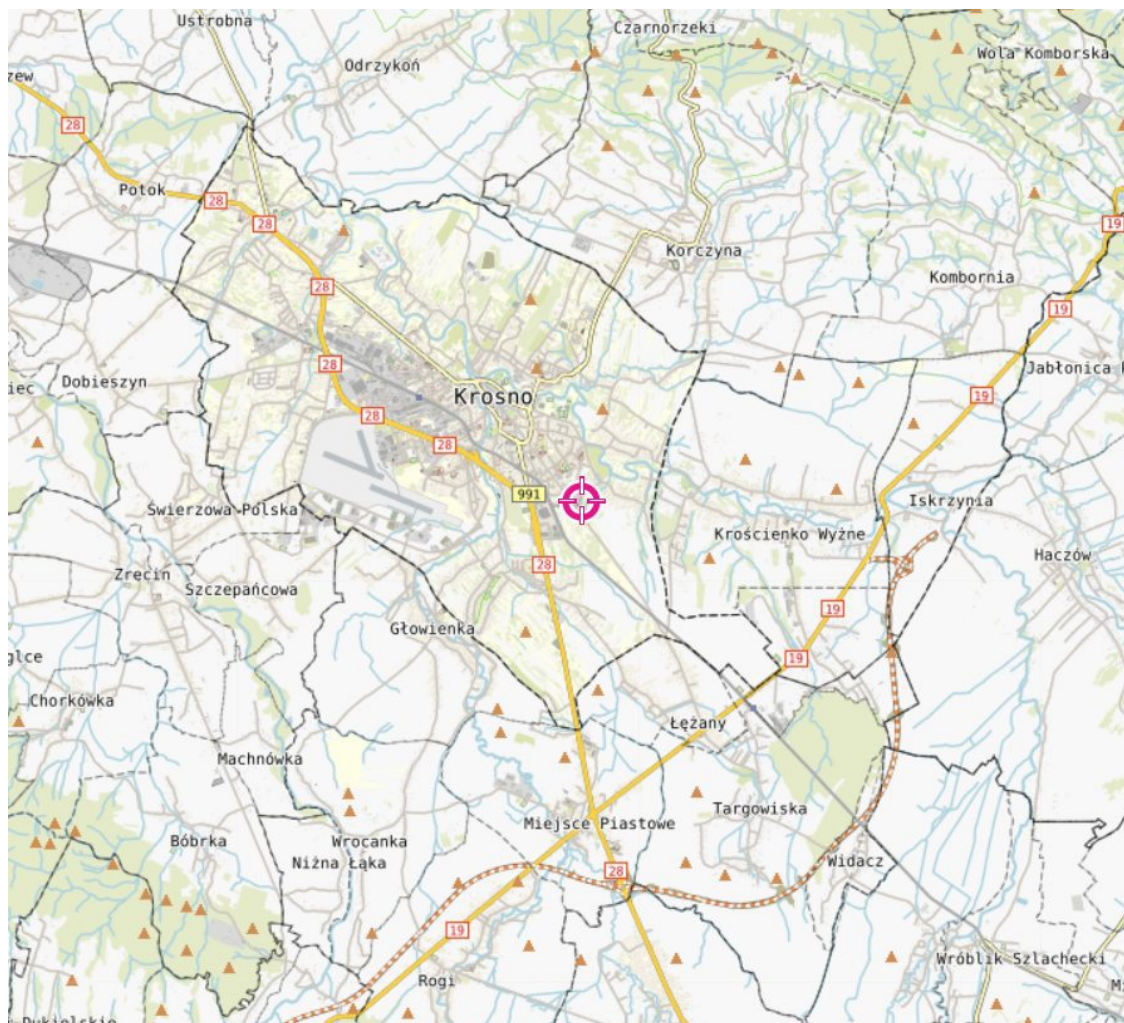 Ustrobna
Czarnorzeki
Wola Komborska
Odrzykoń
zew
28
Potok
28
28
19
Korczyna
Kombornia
28
19
28
Dobieszyn
iec
Jabłonica
Krosno
19
28
28
991
Iskrzynia
Świerzowa Polska
Krościenko Wyżne
Haczów
28
Zręcin
Szczepańcowa
19
Głowienka
19
glce
Chorkówka
Łężany
Machnówka
Targowiska
Miejsce Piastowe
Bóbrka
Wrocanka
Niżna Łąka
Widacz
28
19
Wróblik Szlachecki
Rogi
Dukielskie